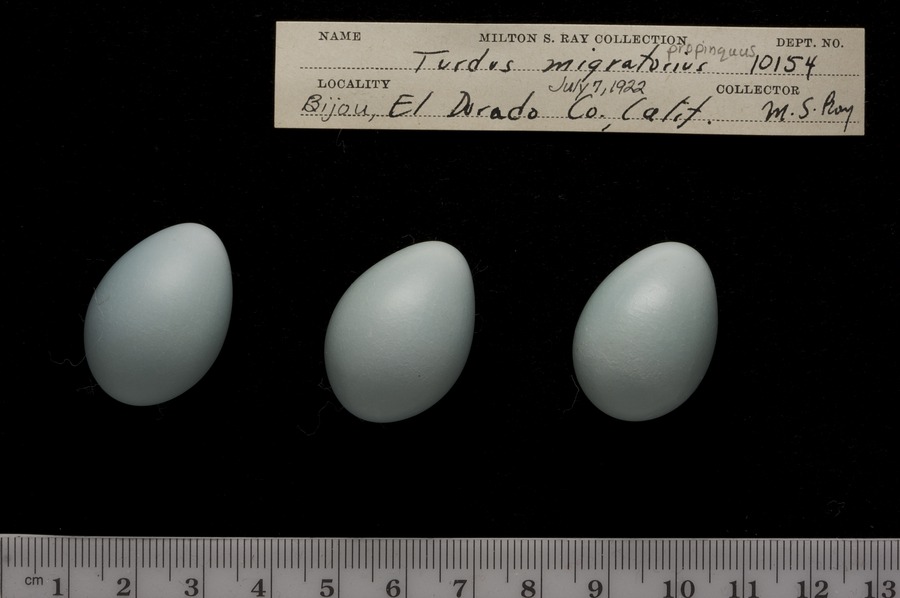 NAME MILTON S. RAY COLLECTION DEPT. NO.
propinquus
Turdus migratorius 10154
LOCALITY July 7, 1922 COLLECTOR
Bijou, El Dorado Co., Calif. M. S. Ray
cm 1 2 3 4 5 6 7 8 9 10 11 12 13